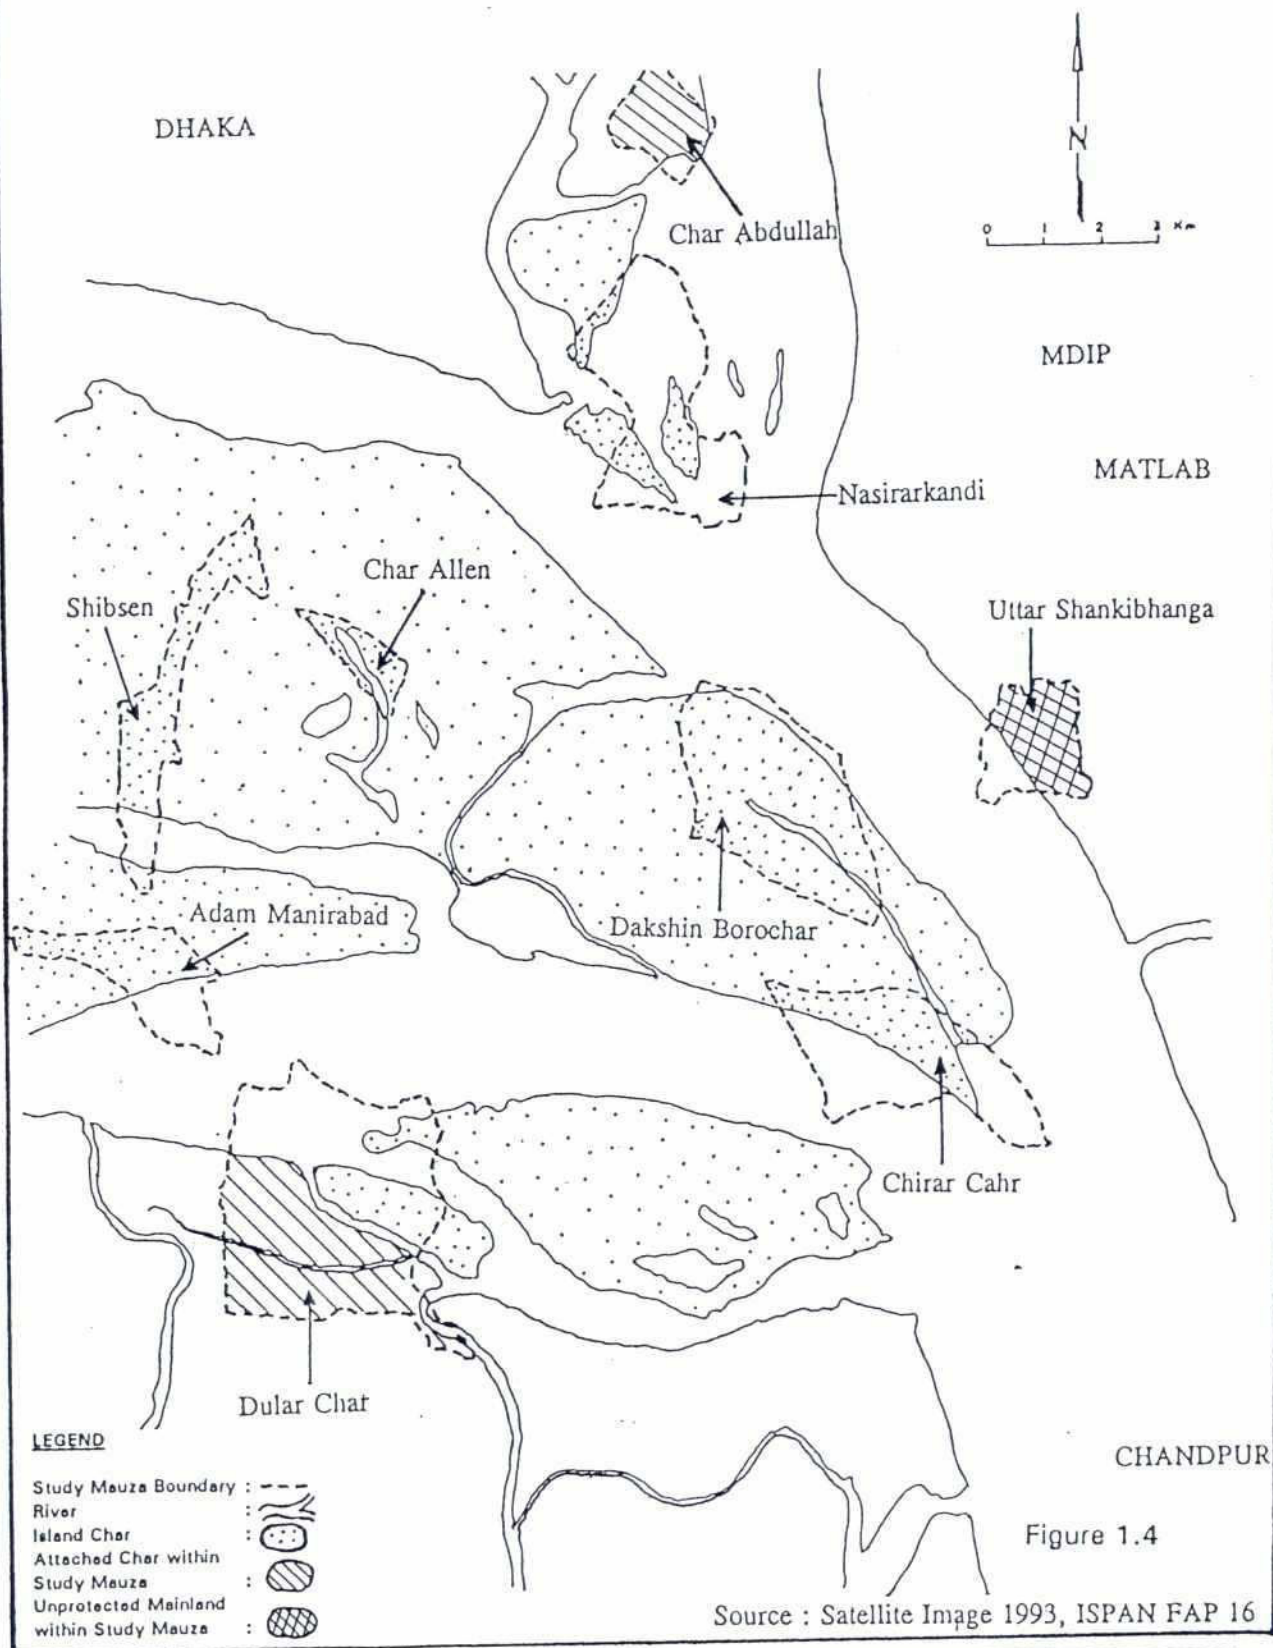 DHAKA
N
0 1 2 3 Km
Char Abdullah
MDIP
MATLAB
Nasirarkandi
Char Allen
Shibsen
Uttar Shankibhanga
Adam Manirabad
Dakshin Borochar
Chirar Cahr
Dular Chat
LEGEND
Study Mauza Boundary :
River :
Island Char :
Attached Char within
Study Mauza :
Unprotected Mainland
within Study Mauza :
CHANDPUR
Figure 1.4
Source : Satellite Image 1993, ISPAN FAP 16